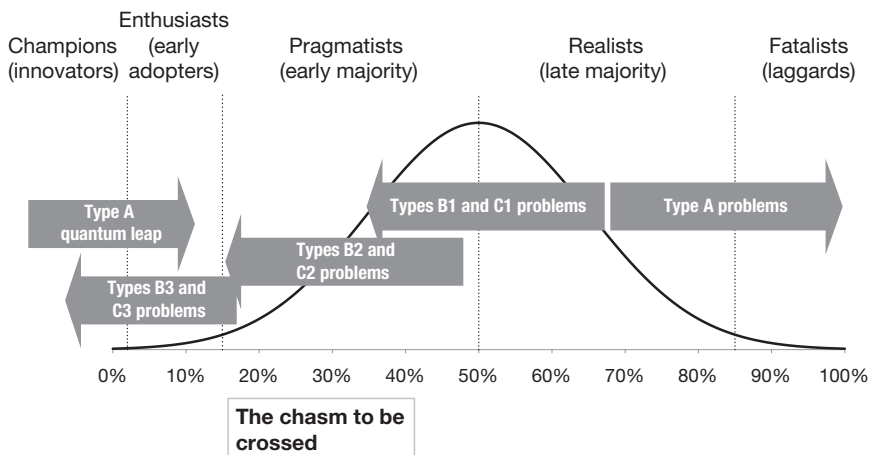 Champions
(innovators)
Enthusiasts
(early
adopters)
Pragmatists
(early majority)
Realists
(late majority)
Fatalists
(laggards)
Type A
quantum leap
Types B3 and
C3 problems
Types B2 and
C2 problems
Types B1 and C1 problems
Type A problems
0%
10%
20%
30%
40%
50%
60%
70%
80%
90%
100%
The chasm to be
crossed